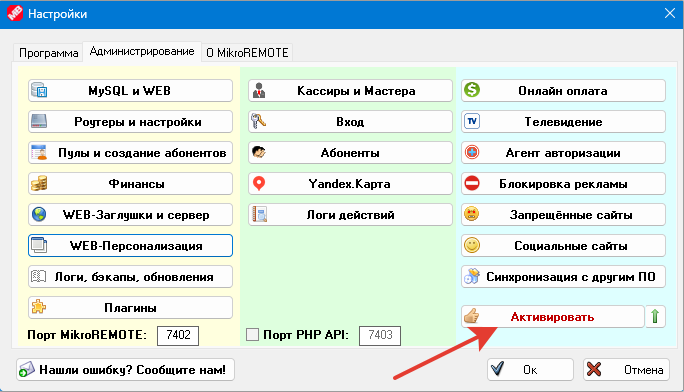 Настройки
Программа Администрирование О MikroREMOTE
MySQL и WEB
Роутеры и настройки
Пулы и создание абонентов
Финансы
WEB-Заглушки и сервер
WEB-Персонализация
Логи, бэкапы, обновления
Плагины
Порт MikroREMOTE: 7402
Кассиры и Мастера
Вход
Абоненты
Yandex.Карта
Логи действий
Порт PHP API: 7403
Онлайн оплата
TV Телевидение
Агент авторизации
Блокировка рекламы
Запрещённые сайты
Социальные сайты
Синхронизация с другим ПО
Активировать
Нашли ошибку? Сообщите нам!
Ок
Отмена